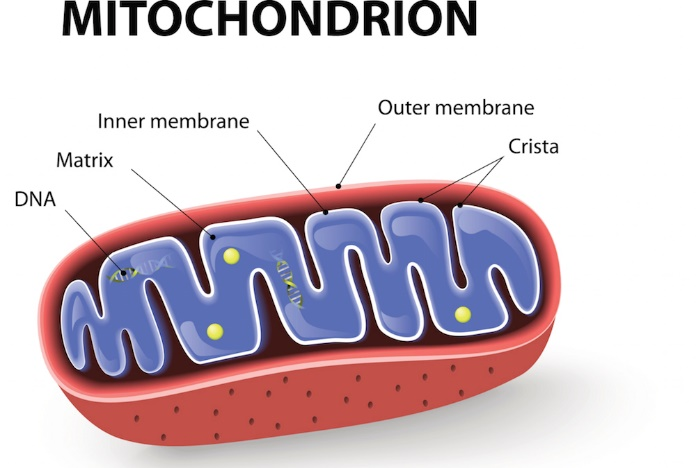 MITOCHONDRION
Outer membrane
Inner membrane
Crista
Matrix
DNA